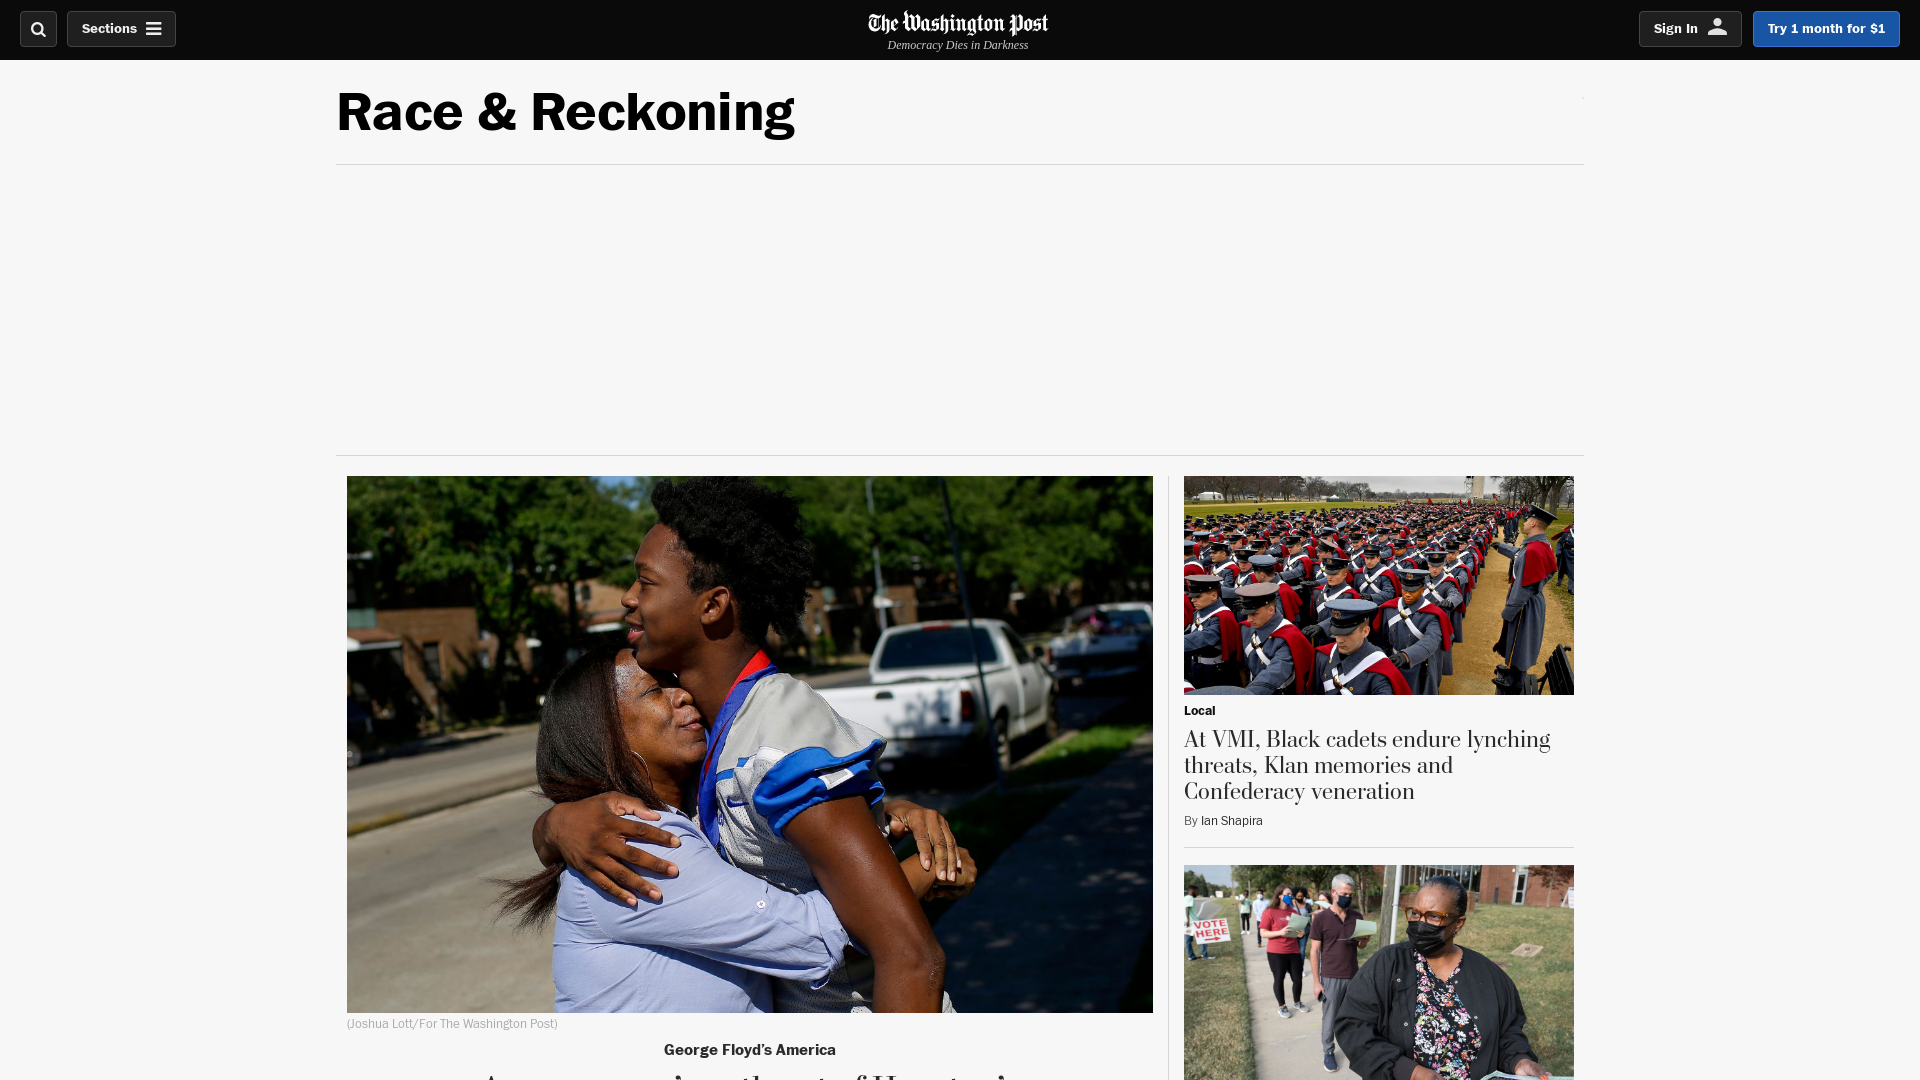 Sections
The Washington Post
Democracy Dies in Darkness
Sign In
Try 1 month for $1
Race & Reckoning
(Joshua Lott/For The Washington Post)
George Floyd’s America
Local
At VMI, Black cadets endure lynching
threats, Klan memories and
Confederacy veneration
By Ian Shapira
VOTE
HERE